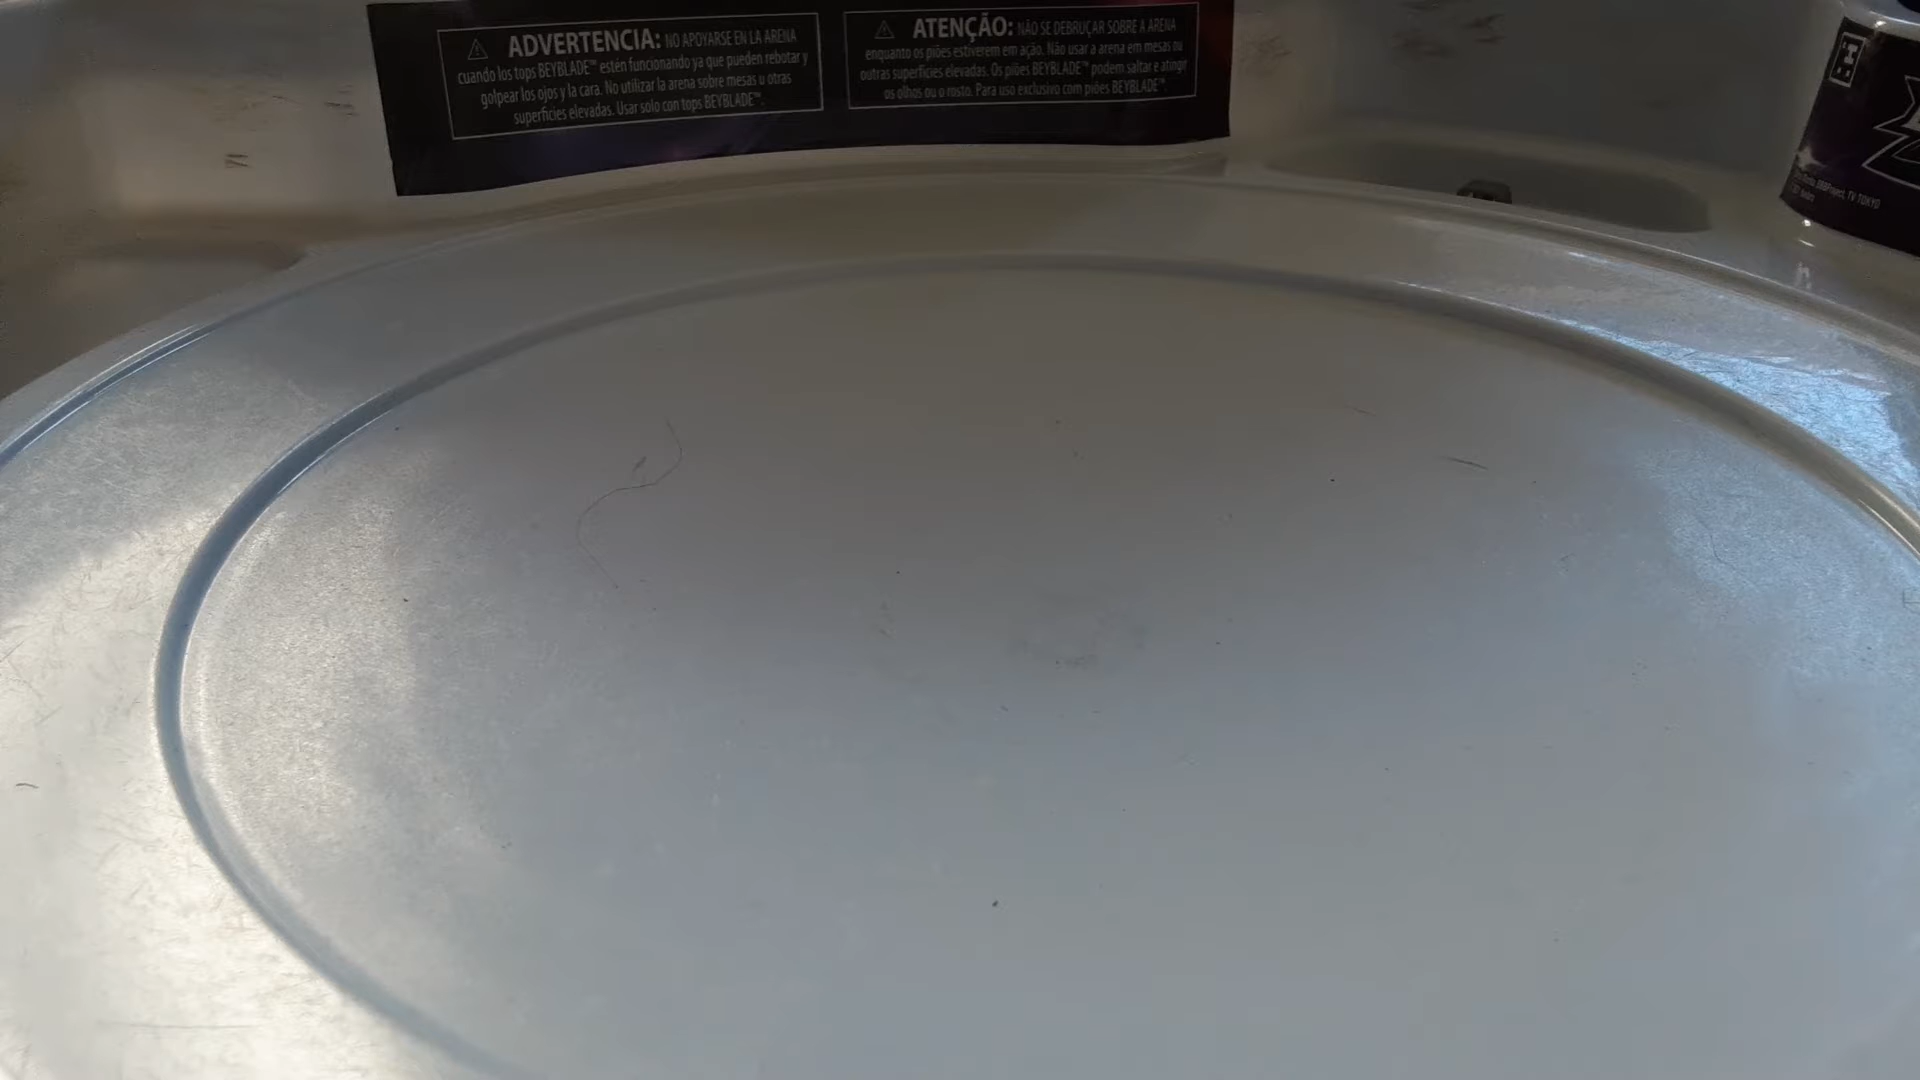 ADVERTENCIA: NO APOYARSE EN LA ARENA
cuando los tops BEYBLADE™ estén funcionando ya que pueden rebotar y
golpear los ojos y la cara. No utilizar la arena sobre mesas u otras
superficies elevadas. Usar solo con tops BEYBLADE™.
ATENÇÃO: NÃO SE DEBRUÇAR SOBRE A ARENA
enquanto os piões estiverem em ação. Não usar a arena em mesas ou
outras superfícies elevadas. Os piões BEYBLADE™ podem saltar e atingir
os olhos ou o rosto. Para uso exclusivo com piões BEYBLADE™.
TV TOKYO